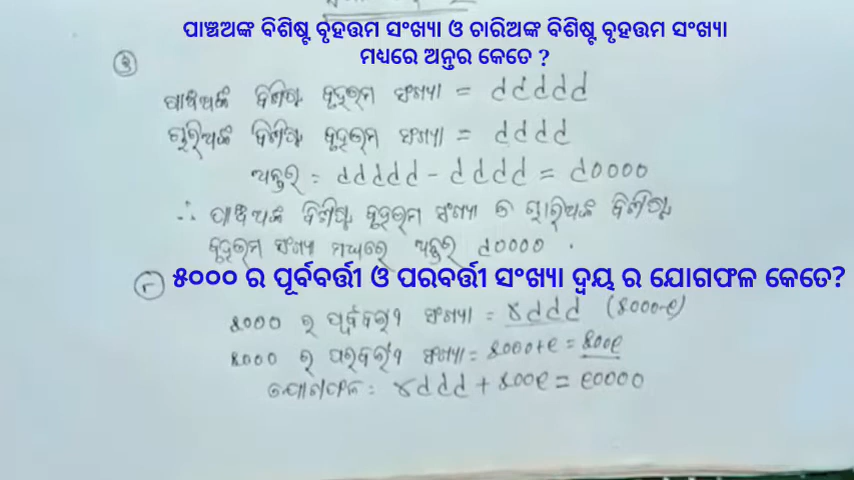 ପାଞ୍ଚଅଙ୍କ ବିଶିଷ୍ଟ ବୃହତ୍ତମ ସଂଖ୍ୟା ଓ ଚାରିଅଙ୍କ ବିଶିଷ୍ଟ ବୃହତ୍ତମ ସଂଖ୍ୟା
ମଧ୍ୟରେ ଅନ୍ତର କେତେ ?
ପାଞ୍ଚଅଙ୍କ ବିଶିଷ୍ଟ ବୃହତ୍ତମ ସଂଖ୍ୟା = ୯୯୯୯୯
ଚାରିଅଙ୍କ ବିଶିଷ୍ଟ ବୃହତ୍ତମ ସଂଖ୍ୟା = ୯୯୯୯
ଅନ୍ତର = ୯୯୯୯୯ - ୯୯୯୯ = ୯୦୦୦୦
∴ ପାଞ୍ଚଅଙ୍କ ବିଶିଷ୍ଟ ବୃହତ୍ତମ ସଂଖ୍ୟା ଓ ଚାରିଅଙ୍କ ବିଶିଷ୍ଟ
ବୃହତ୍ତମ ସଂଖ୍ୟା ମଧ୍ୟରେ ଅନ୍ତର ୯୦୦୦୦ .
୫୦୦୦ ର ପୂର୍ବବର୍ତ୍ତୀ ଓ ପରବର୍ତ୍ତୀ ସଂଖ୍ୟା ଦ୍ୱୟ ର ଯୋଗଫଳ କେତେ?
୫୦୦୦ ର ପୂର୍ବବର୍ତ୍ତୀ ସଂଖ୍ୟା = ୪୯୯୯ (୫୦୦୦-୧)
୫୦୦୦ ର ପରବର୍ତ୍ତୀ ସଂଖ୍ୟା = ୫୦୦୦+୧ = ୫୦୦୧
ଯୋଗଫଳ = ୪୯୯୯ + ୫୦୦୧ = ୧୦୦୦୦